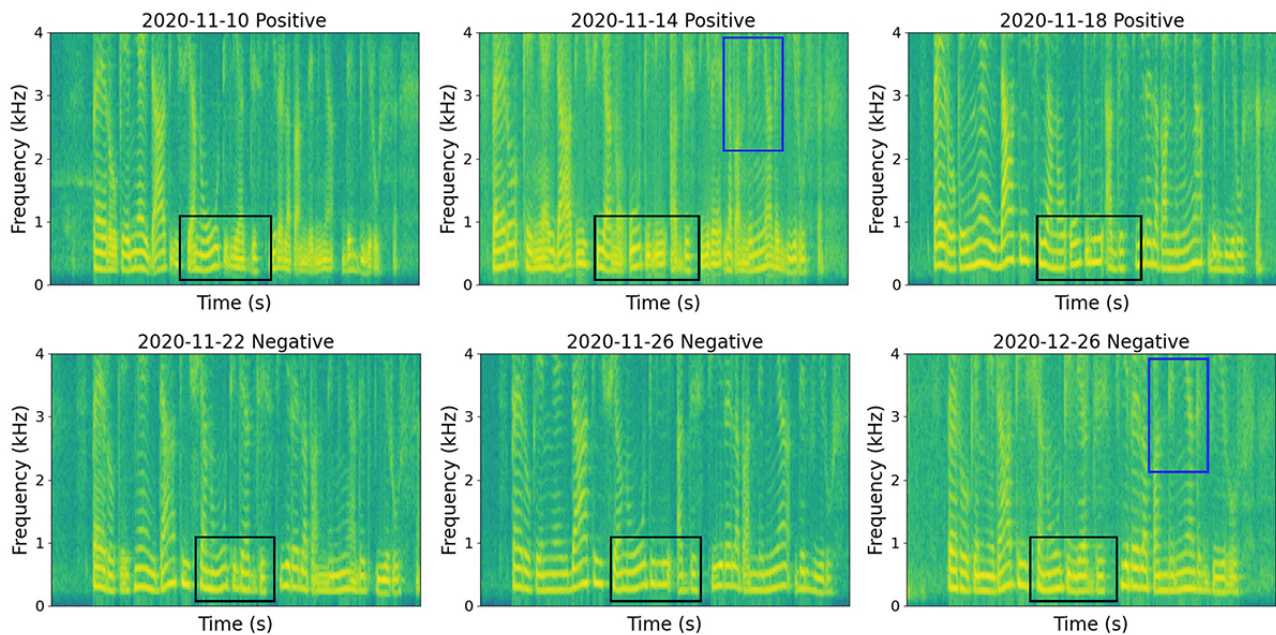 2020-11-10 Positive
4
3
2
1
0
Frequency (kHz)
Time (s)
2020-11-14 Positive
4
3
2
1
0
Frequency (kHz)
Time (s)
2020-11-18 Positive
4
3
2
1
0
Frequency (kHz)
Time (s)
2020-11-22 Negative
4
3
2
1
0
Frequency (kHz)
Time (s)
2020-11-26 Negative
4
3
2
1
0
Frequency (kHz)
Time (s)
2020-12-26 Negative
4
3
2
1
0
Frequency (kHz)
Time (s)